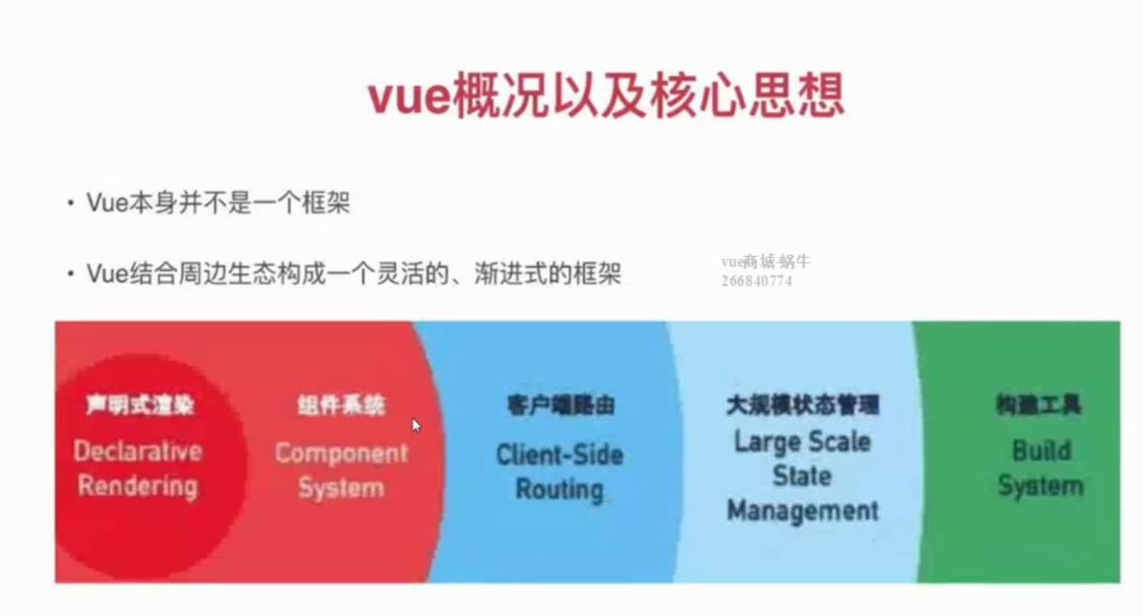 vue概况以及核心思想
• Vue本身并不是一个框架
• Vue结合周边生态构成一个灵活的、渐进式的框架
vue商城-蜗牛
266840774
声明式渲染
Declarative
Rendering
组件系统
Component
System
客户端路由
Client-Side
Routing
大规模状态管理
Large Scale
State
Management
构建工具
Build
System